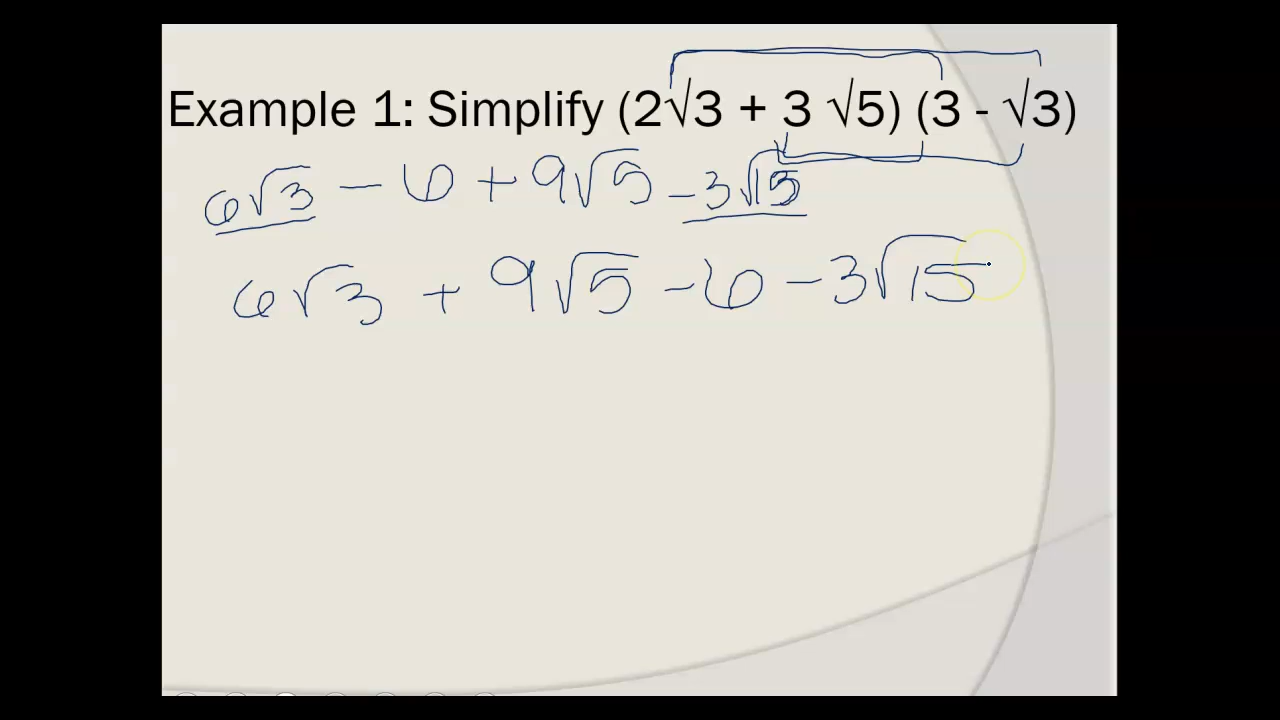 Example 1: Simplify (2√3 + 3 √5) (3 - √3)
6√3 - 6 + 9√5 - 3√15
6√3 + 9√5 - 6 - 3√15